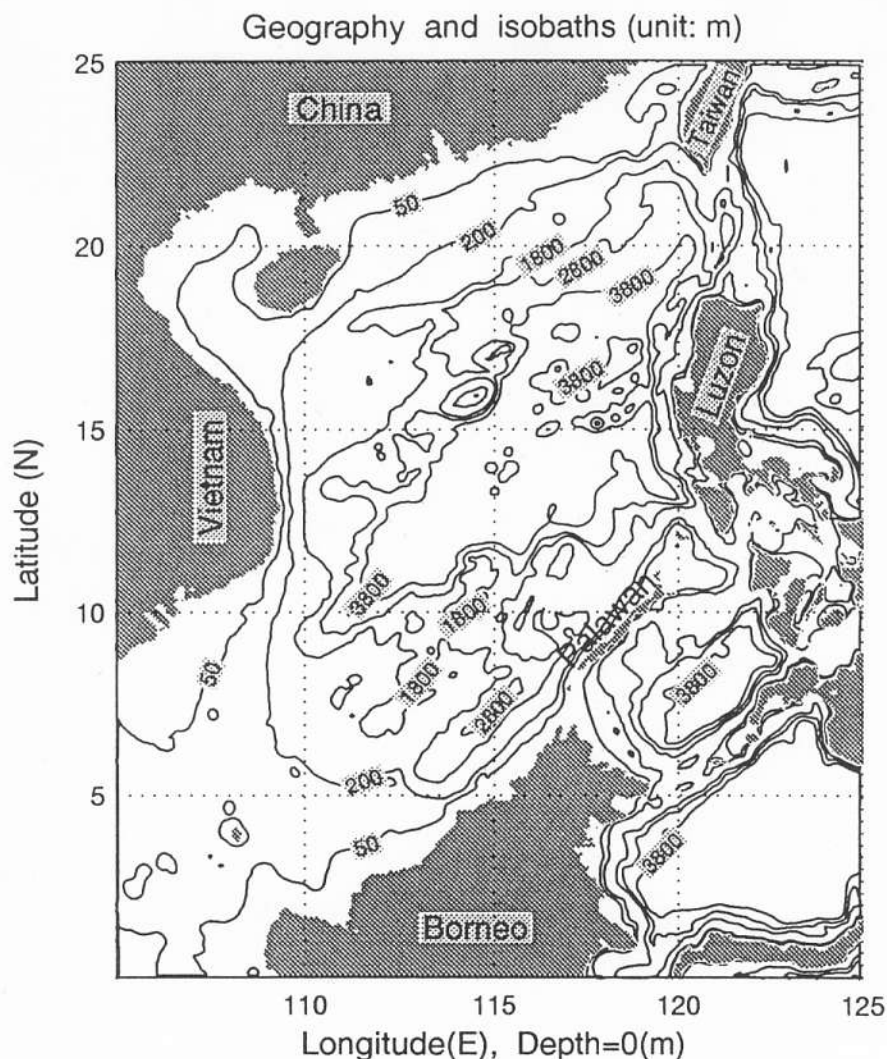 Geography and isobaths (unit: m)
25
China
Taiwan
50
200
20
1800
2800
3800
3800
Luzon
15
Vietnam
Latitude (N)
3800
1800
Palawan
10
50
1800
3800
2800
200
5
50
3800
Borneo
110
115
120
125
Longitude(E), Depth=0(m)